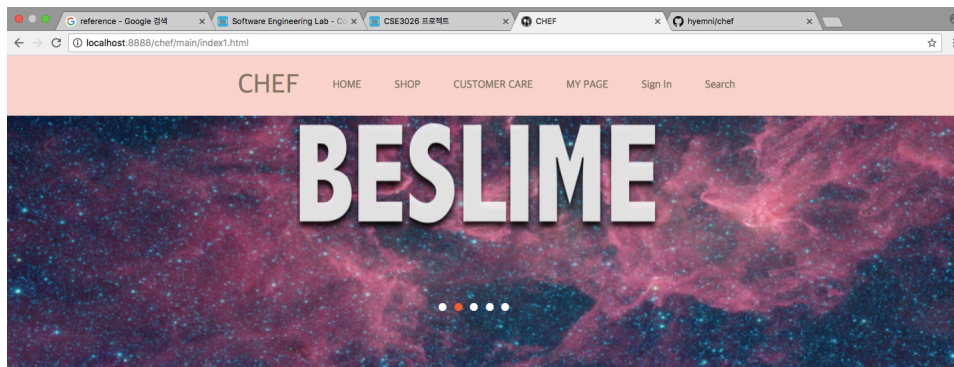 reference - Google 검색
Software Engineering Lab - Co
CSE3026 프로젝트
CHEF
hyemni/chef
localhost:8888/chef/main/index1.html
CHEF HOME SHOP CUSTOMER CARE MY PAGE Sign In Search
BESLIME